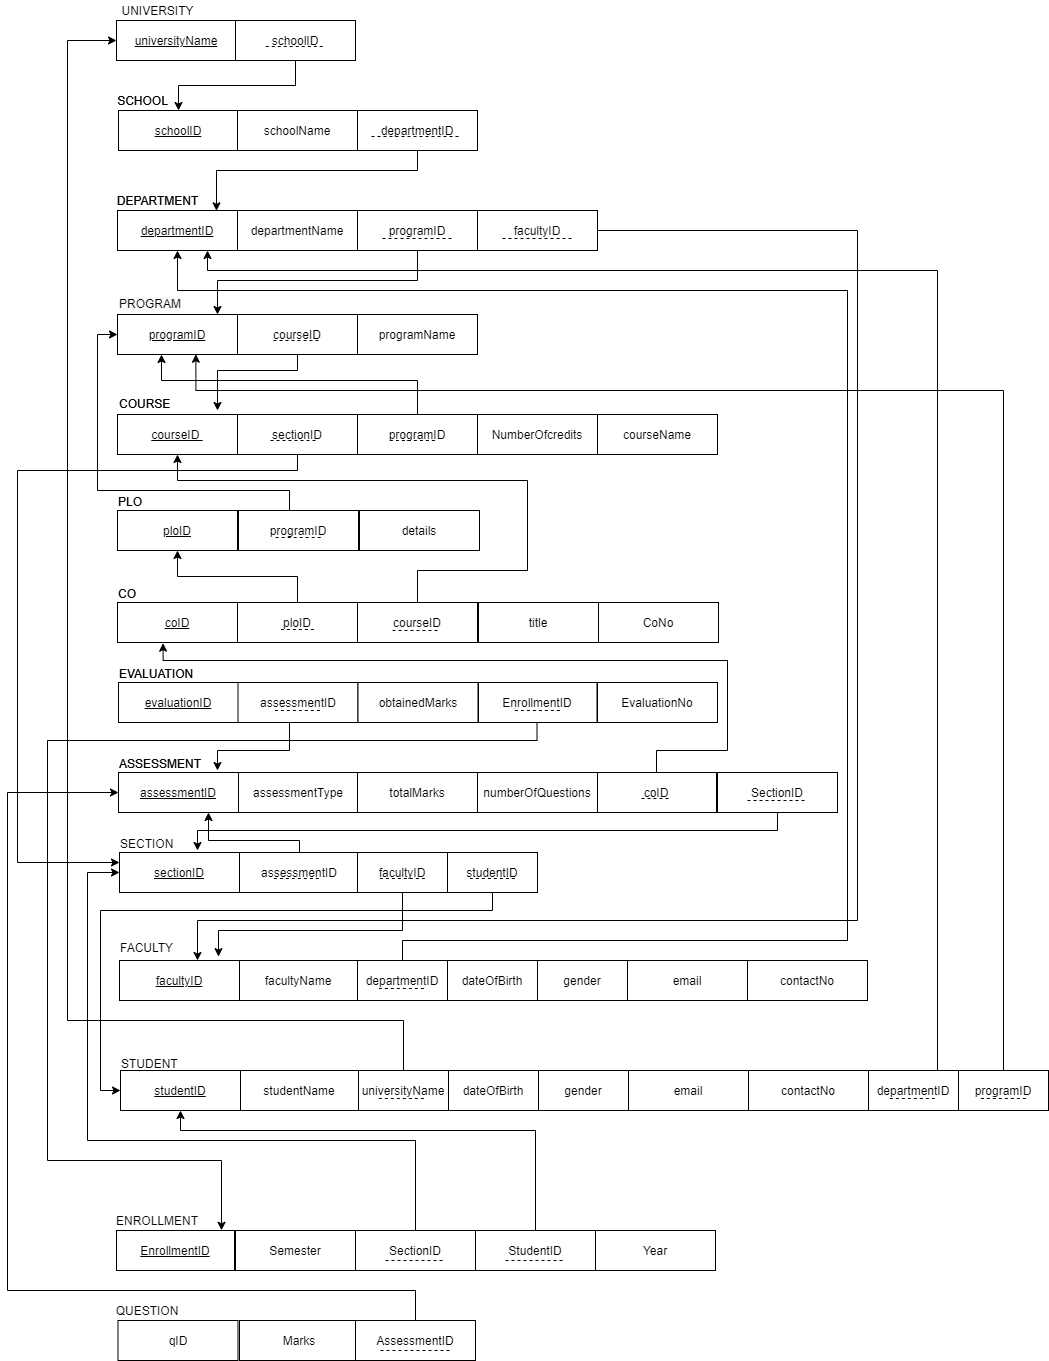 UNIVERSITY
universityName schoolID
SCHOOL
schoolID schoolName departmentID
DEPARTMENT
departmentID departmentName programID facultyID
PROGRAM
programID courseID programName
COURSE
courseID sectionID programID NumberOfcredits courseName
PLO
ploID programID details
CO
coID ploID courseID title CoNo
EVALUATION
evaluationID assessmentID obtainedMarks EnrollmentID EvaluationNo
ASSESSMENT
assessmentID assessmentType totalMarks numberOfQuestions coID SectionID
SECTION
sectionID assessmentID facultyID studentID
FACULTY
facultyID facultyName departmentID dateOfBirth gender email contactNo
STUDENT
studentID studentName universityName dateOfBirth gender email contactNo departmentID programID
ENROLLMENT
EnrollmentID Semester SectionID StudentID Year
QUESTION
qID Marks AssessmentID